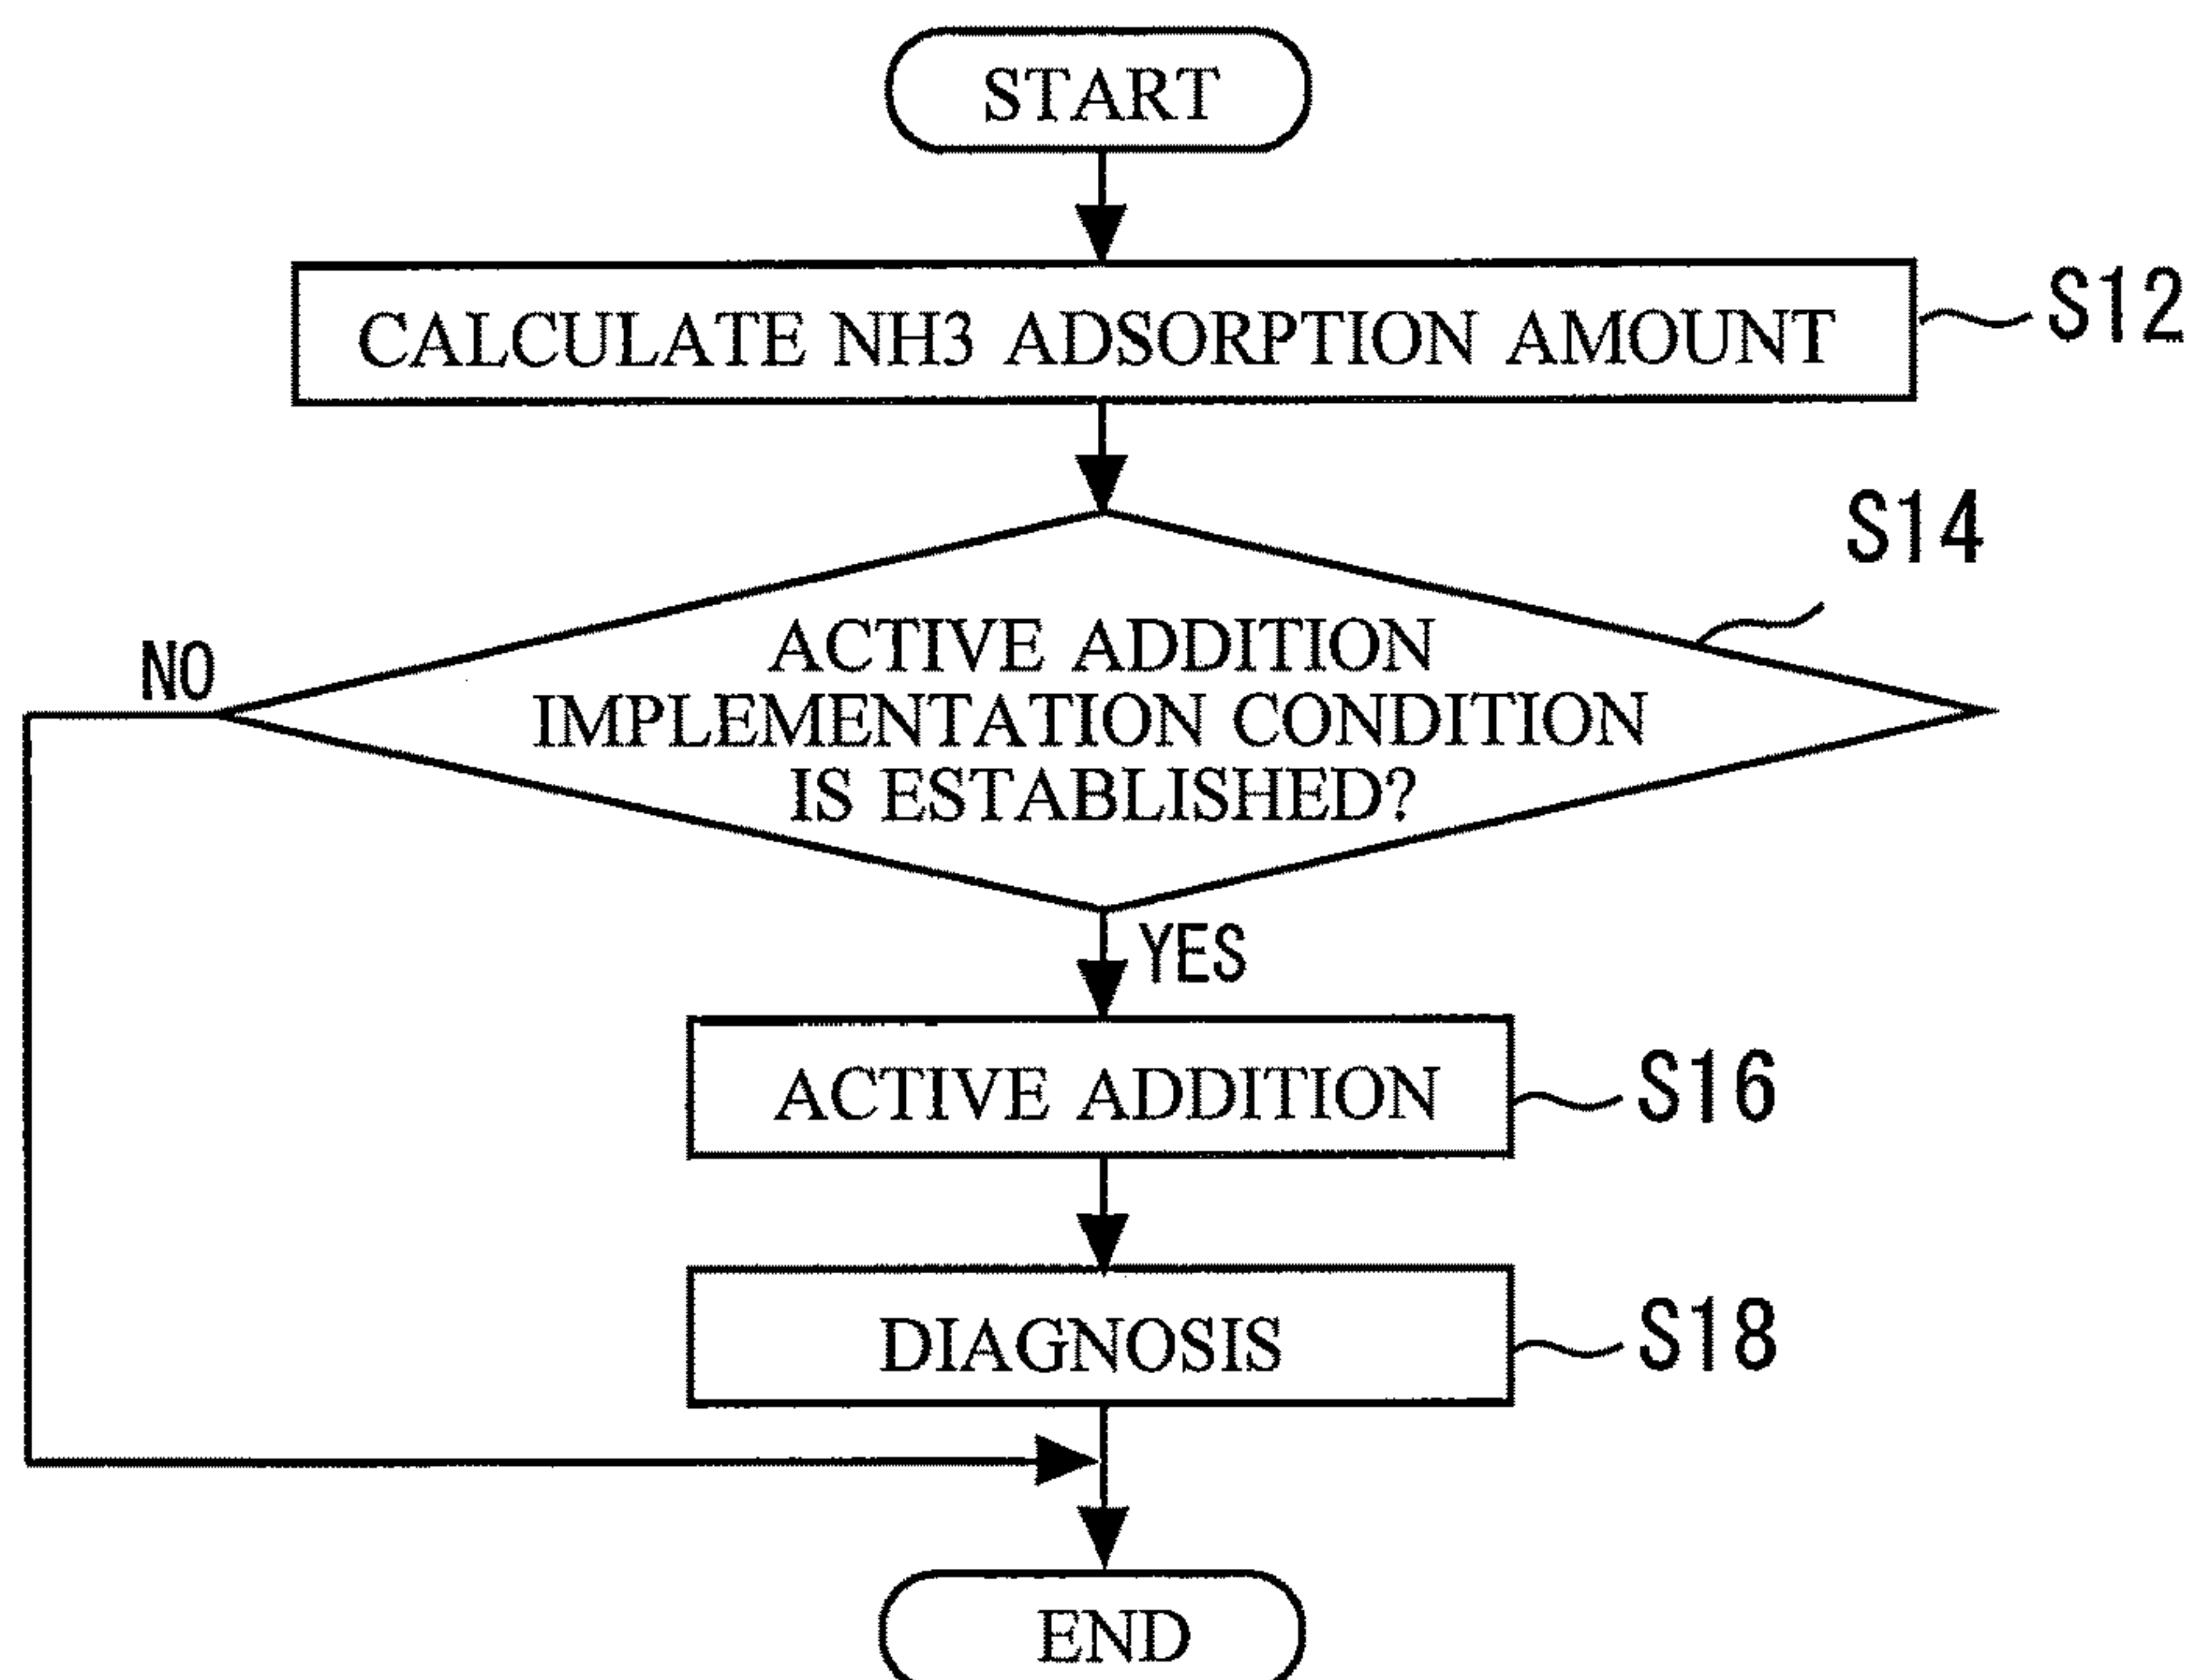 START
CALCULATE NH3 ADSORPTION AMOUNT
S12
S14
NO
ACTIVE ADDITION
IMPLEMENTATION CONDITION
IS ESTABLISHED?
YES
ACTIVE ADDITION
S16
DIAGNOSIS
S18
END